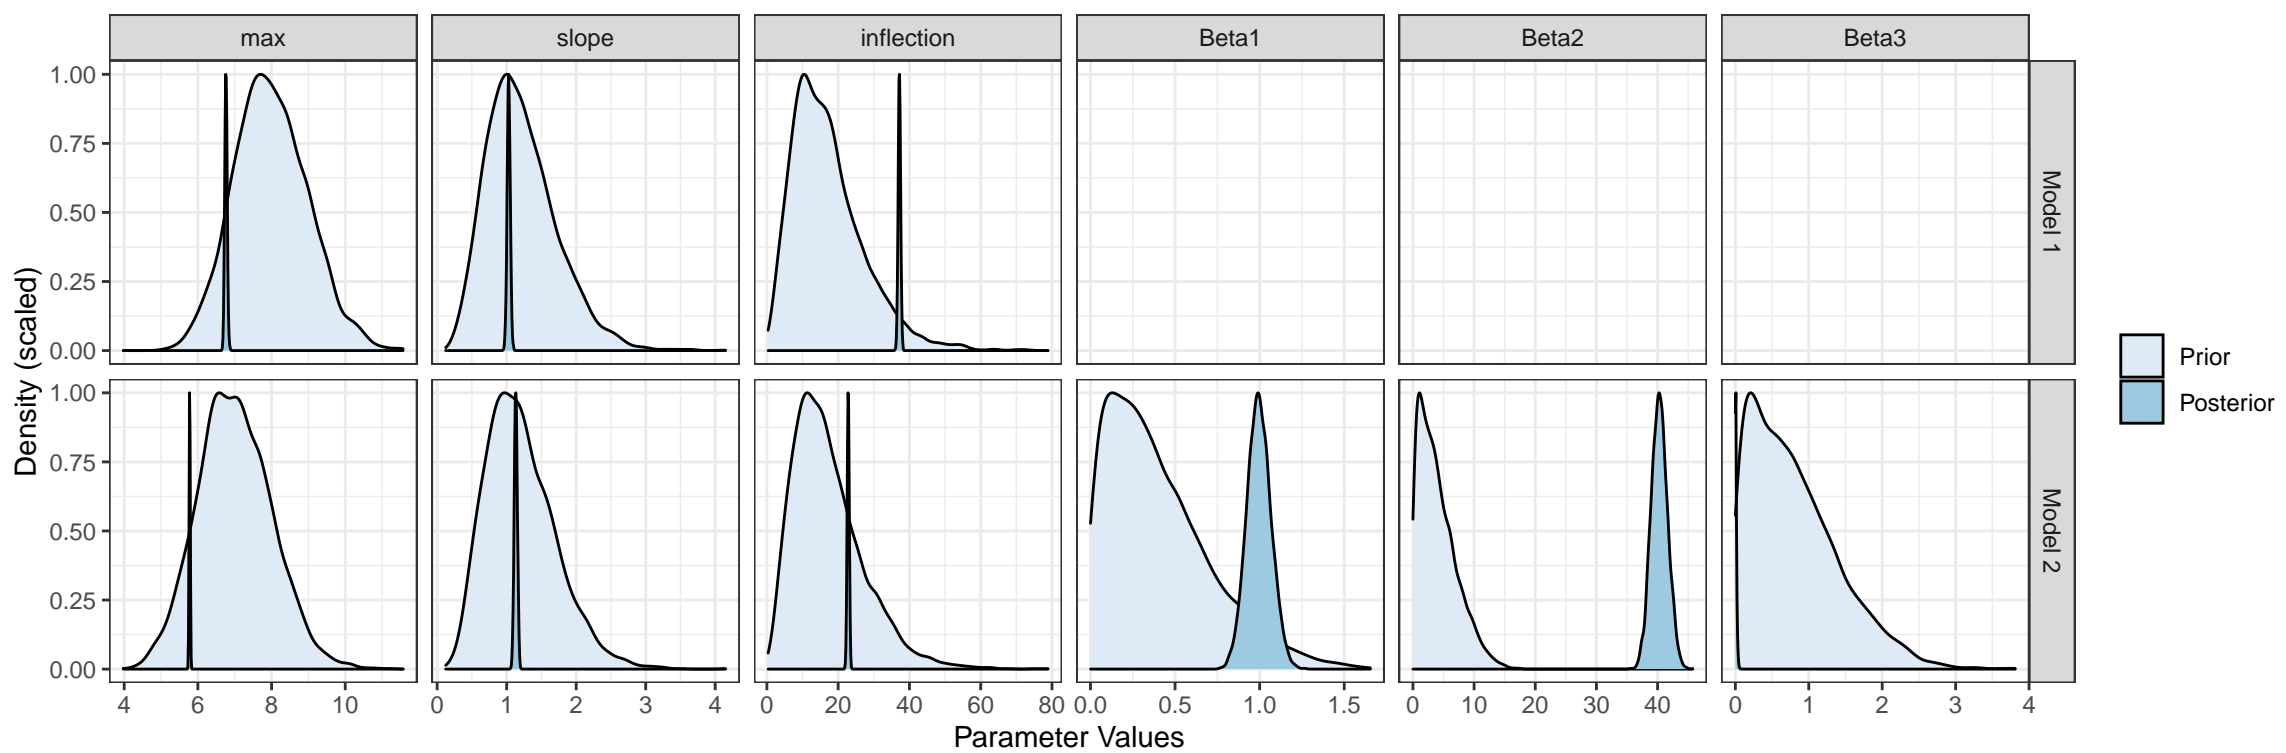 max slope inflection Beta1 Beta2 Beta3
Density (scaled)
1.00
0.75
0.50
0.25
0.00
Model 1
1.00
0.75
0.50
0.25
0.00
Model 2
4 6 8 10
0 1 2 3 4
0 20 40 60 80
0.0 0.5 1.0 1.5
0 10 20 30 40
0 1 2 3 4
Parameter Values
Prior
Posterior